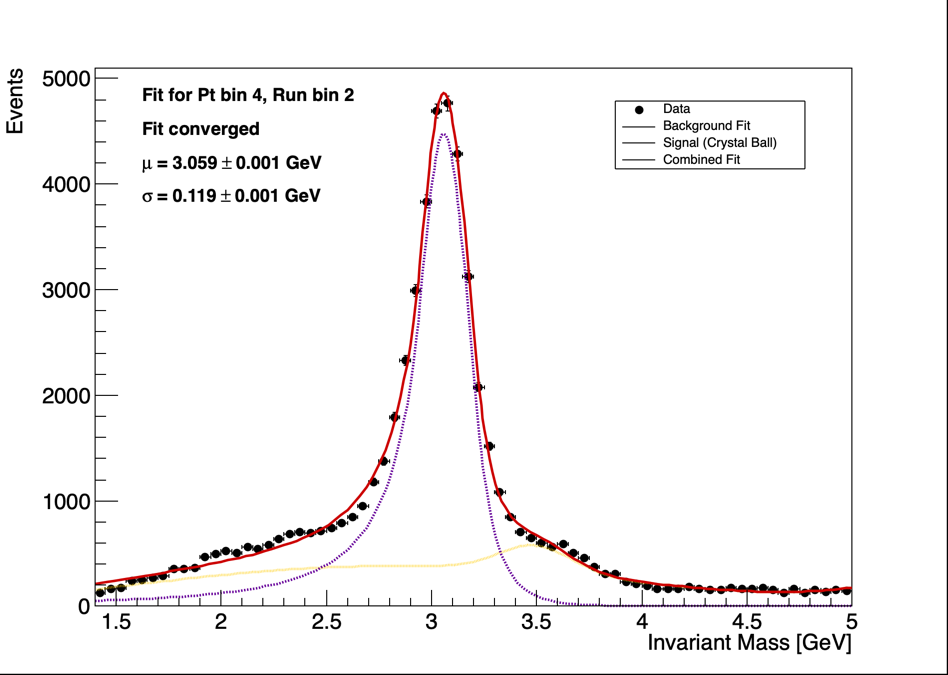 Events
5000
4000
3000
2000
1000
0
Fit for Pt bin 4, Run bin 2
Fit converged
μ = 3.059 ± 0.001 GeV
σ = 0.119 ± 0.001 GeV
Data
Background Fit
Signal (Crystal Ball)
Combined Fit
1.5 2 2.5 3 3.5 4 4.5 5
Invariant Mass [GeV]